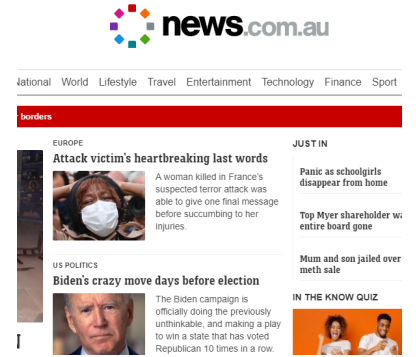 news.com.au
National World Lifestyle Travel Entertainment Technology Finance Sport
borders
EUROPE
Attack victim's heartbreaking last words
A woman killed in France's
suspected terror attack was
able to give one final message
before succumbing to her
injuries.
US POLITICS
Biden's crazy move days before election
The Biden campaign is
officially doing the previously
unthinkable, and making a play
to win a state that has voted
Republican 10 times in a row.
JUST IN
Panic as schoolgirls
disappear from home
Top Myer shareholder wa
entire board gone
Mum and son jailed over
meth sale
IN THE KNOW QUIZ